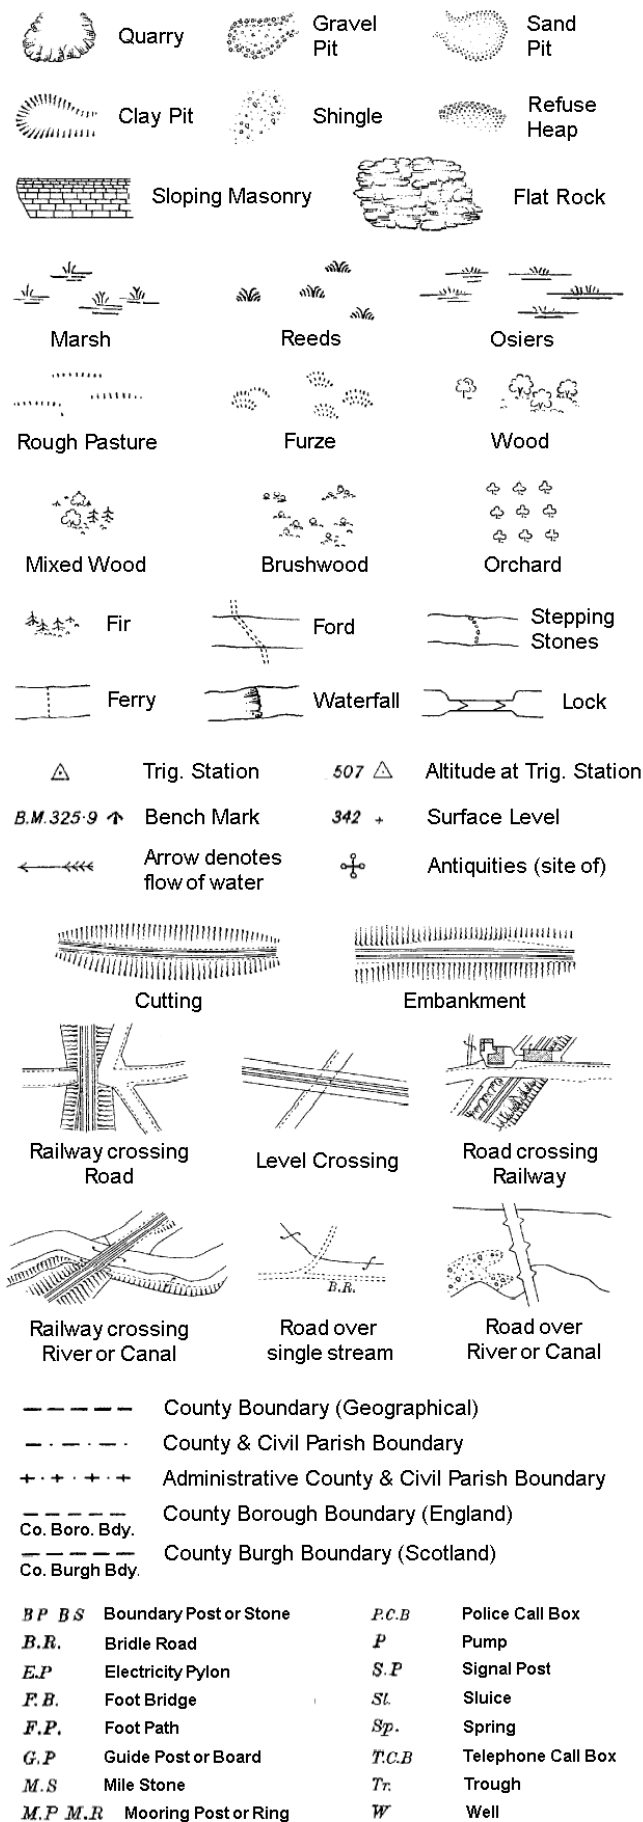 Quarry
Gravel
Pit
Sand
Pit
Clay Pit
Shingle
Refuse
Heap
Sloping Masonry
Flat Rock
Marsh
Reeds
Osiers
Rough Pasture
Furze
Wood
Mixed Wood
Brushwood
Orchard
Fir
Ford
Stepping
Stones
Ferry
Waterfall
Lock
Trig. Station
507
Altitude at Trig. Station
B.M. 325·9
Bench Mark
342
Surface Level
Arrow denotes
flow of water
Antiquities (site of)
Cutting
Embankment
Railway crossing
Road
Level Crossing
Road crossing
Railway
B.R.
Railway crossing
River or Canal
Road over
single stream
Road over
River or Canal
County Boundary (Geographical)
County & Civil Parish Boundary
Administrative County & Civil Parish Boundary
County Borough Boundary (England)
Co. Boro. Bdy.
County Burgh Boundary (Scotland)
Co. Burgh Bdy.
B P B S Boundary Post or Stone
B.R. Bridle Road
E.P Electricity Pylon
F.B. Foot Bridge
F.P. Foot Path
G.P Guide Post or Board
M.S Mile Stone
M.P M.R Mooring Post or Ring
P.C.B Police Call Box
P Pump
S.P Signal Post
Sl. Sluice
Sp. Spring
T.C.B Telephone Call Box
Tr. Trough
W Well